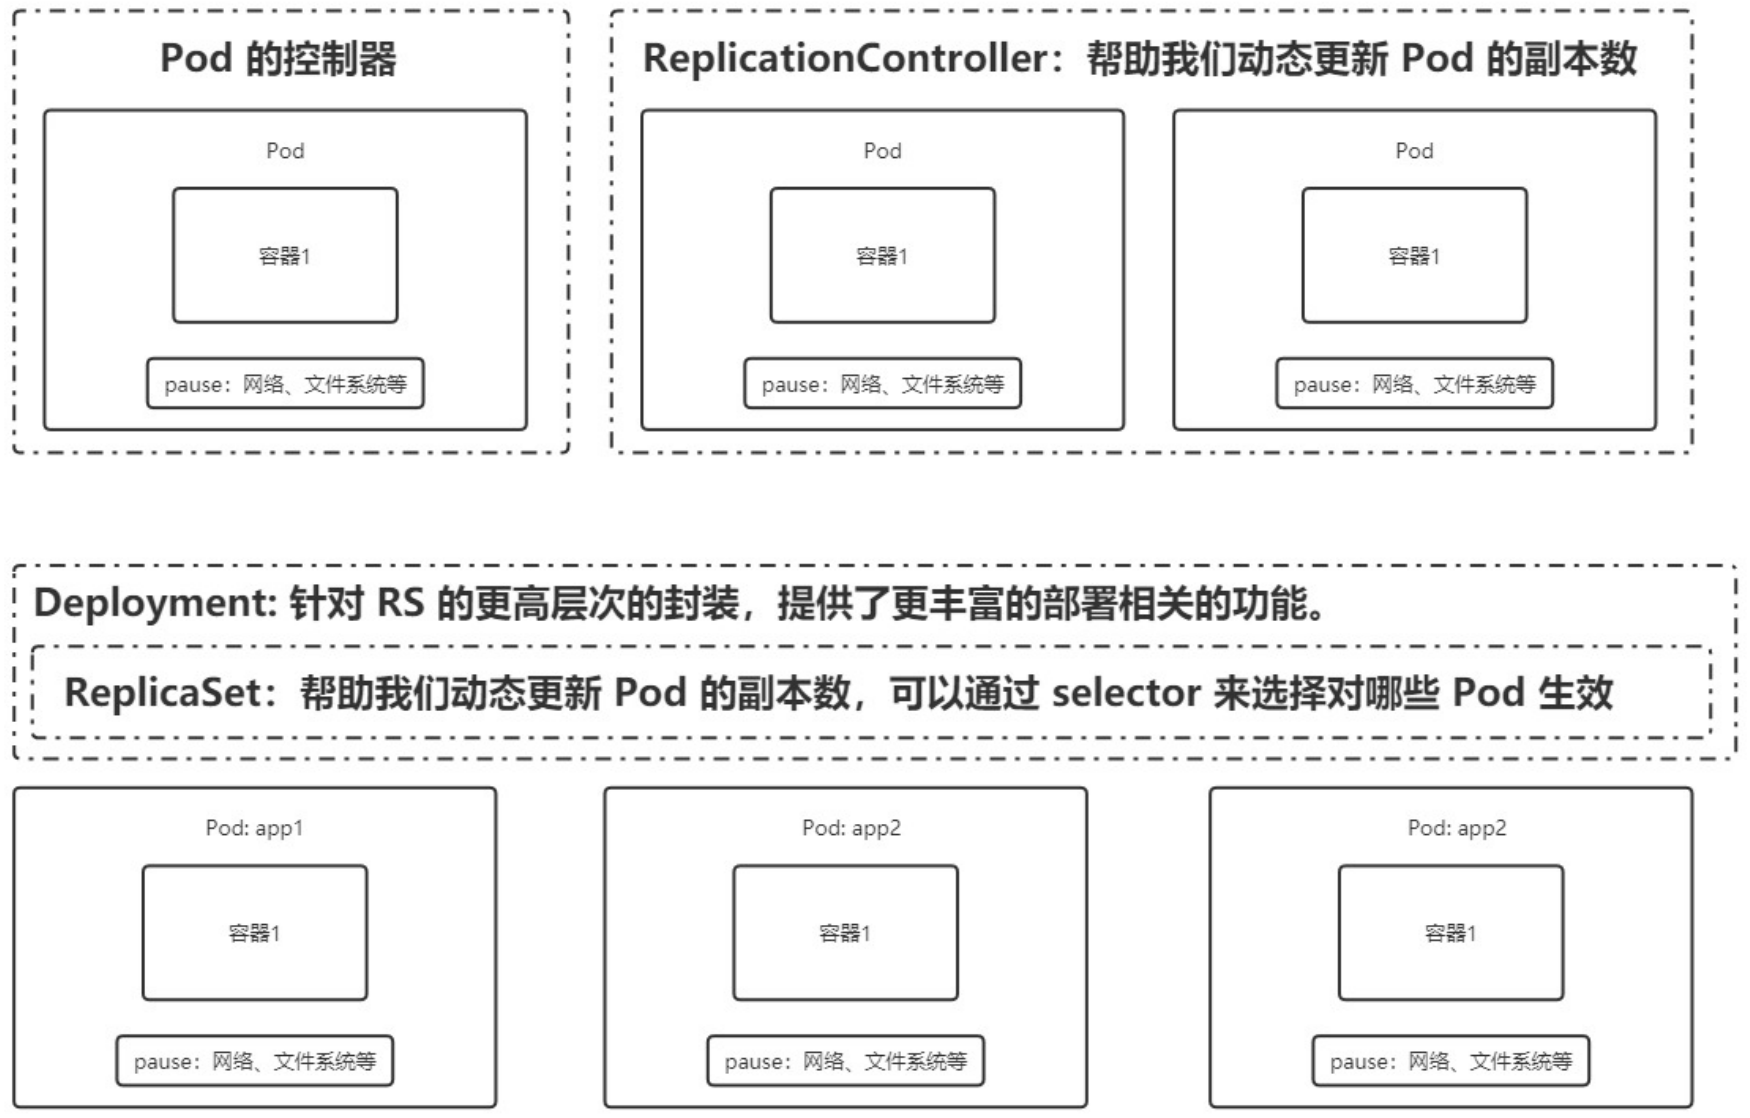 Pod 的控制器
Pod
容器1
pause：网络、文件系统等
ReplicationController：帮助我们动态更新 Pod 的副本数
Pod
容器1
pause：网络、文件系统等
Pod
容器1
pause：网络、文件系统等
Deployment: 针对 RS 的更高层次的封装，提供了更丰富的部署相关的功能。
ReplicaSet：帮助我们动态更新 Pod 的副本数，可以通过 selector 来选择对哪些 Pod 生效
Pod: app1
容器1
pause：网络、文件系统等
Pod: app2
容器1
pause：网络、文件系统等
Pod: app2
容器1
pause：网络、文件系统等